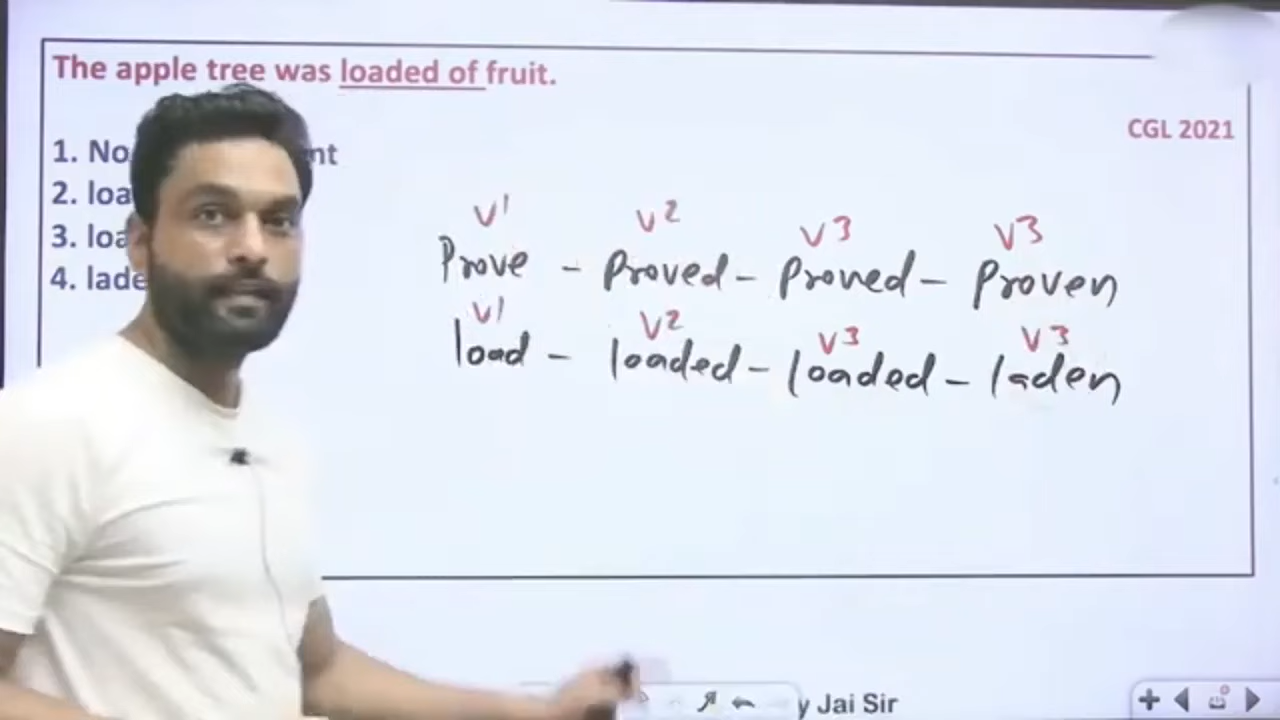 The apple tree was loaded of fruit.
CGL 2021
1. No nt
2. loa
3. loa
4. lade
V1 V2 V3 V3
Prove - Proved - Proved - Proven
V1 V2 V3 V3
load - loaded - loaded - laden
y Jai Sir